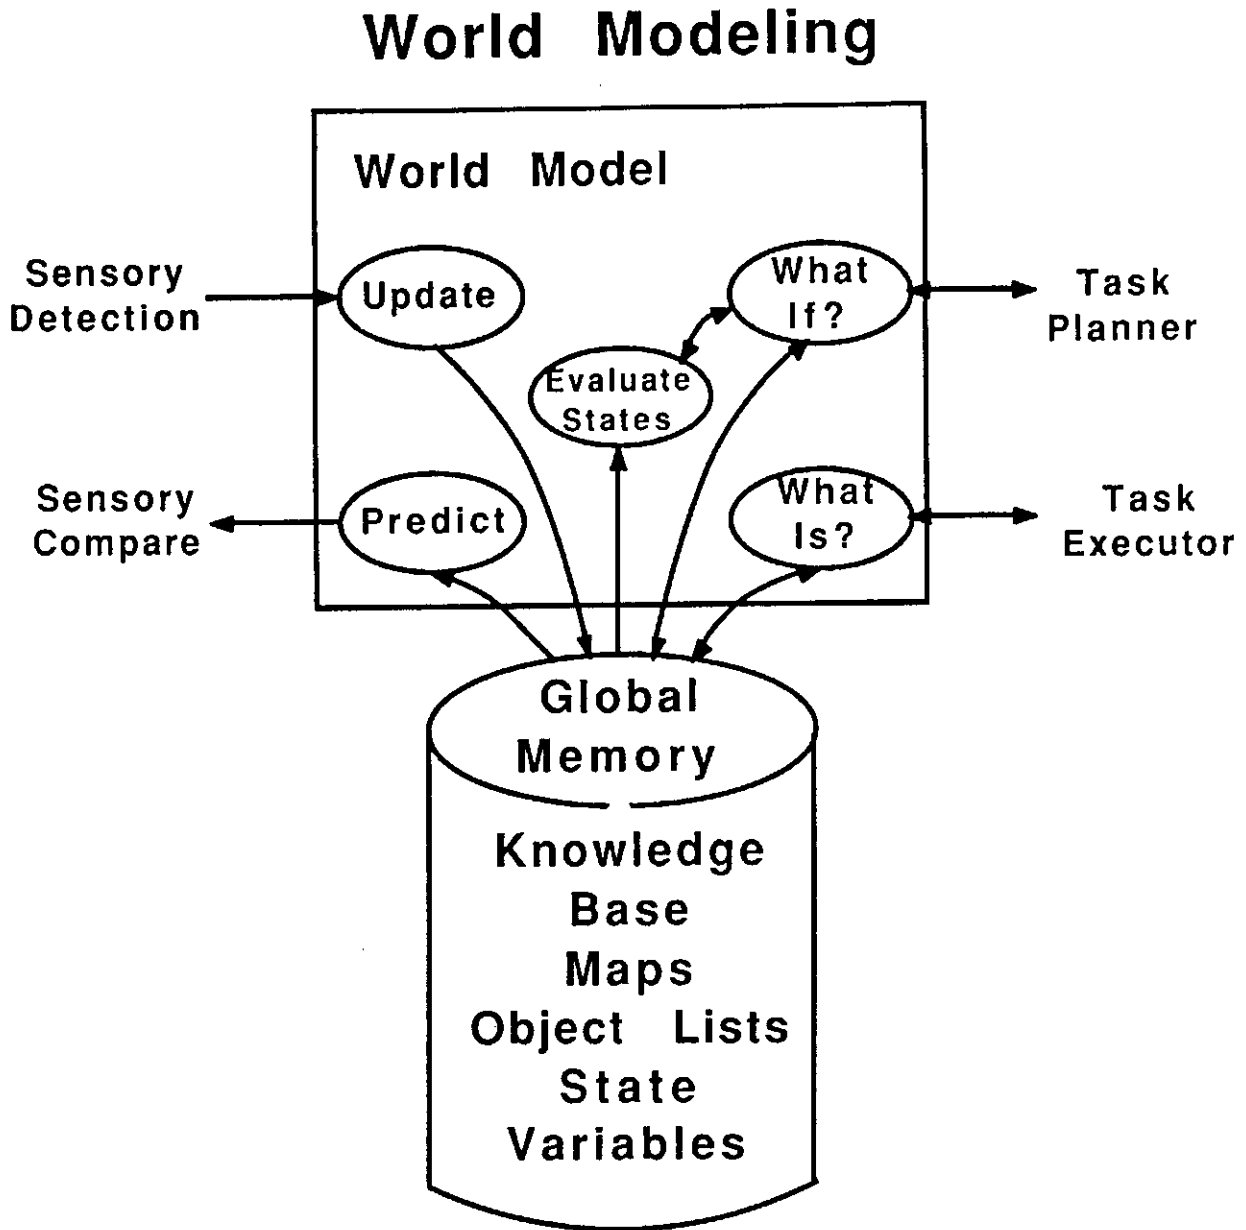 World Modeling
World Model
Sensory
Detection
Update
What
If?
Task
Planner
Evaluate
States
Sensory
Compare
Predict
What
Is?
Task
Executor
Global
Memory
Knowledge
Base
Maps
Object Lists
State
Variables